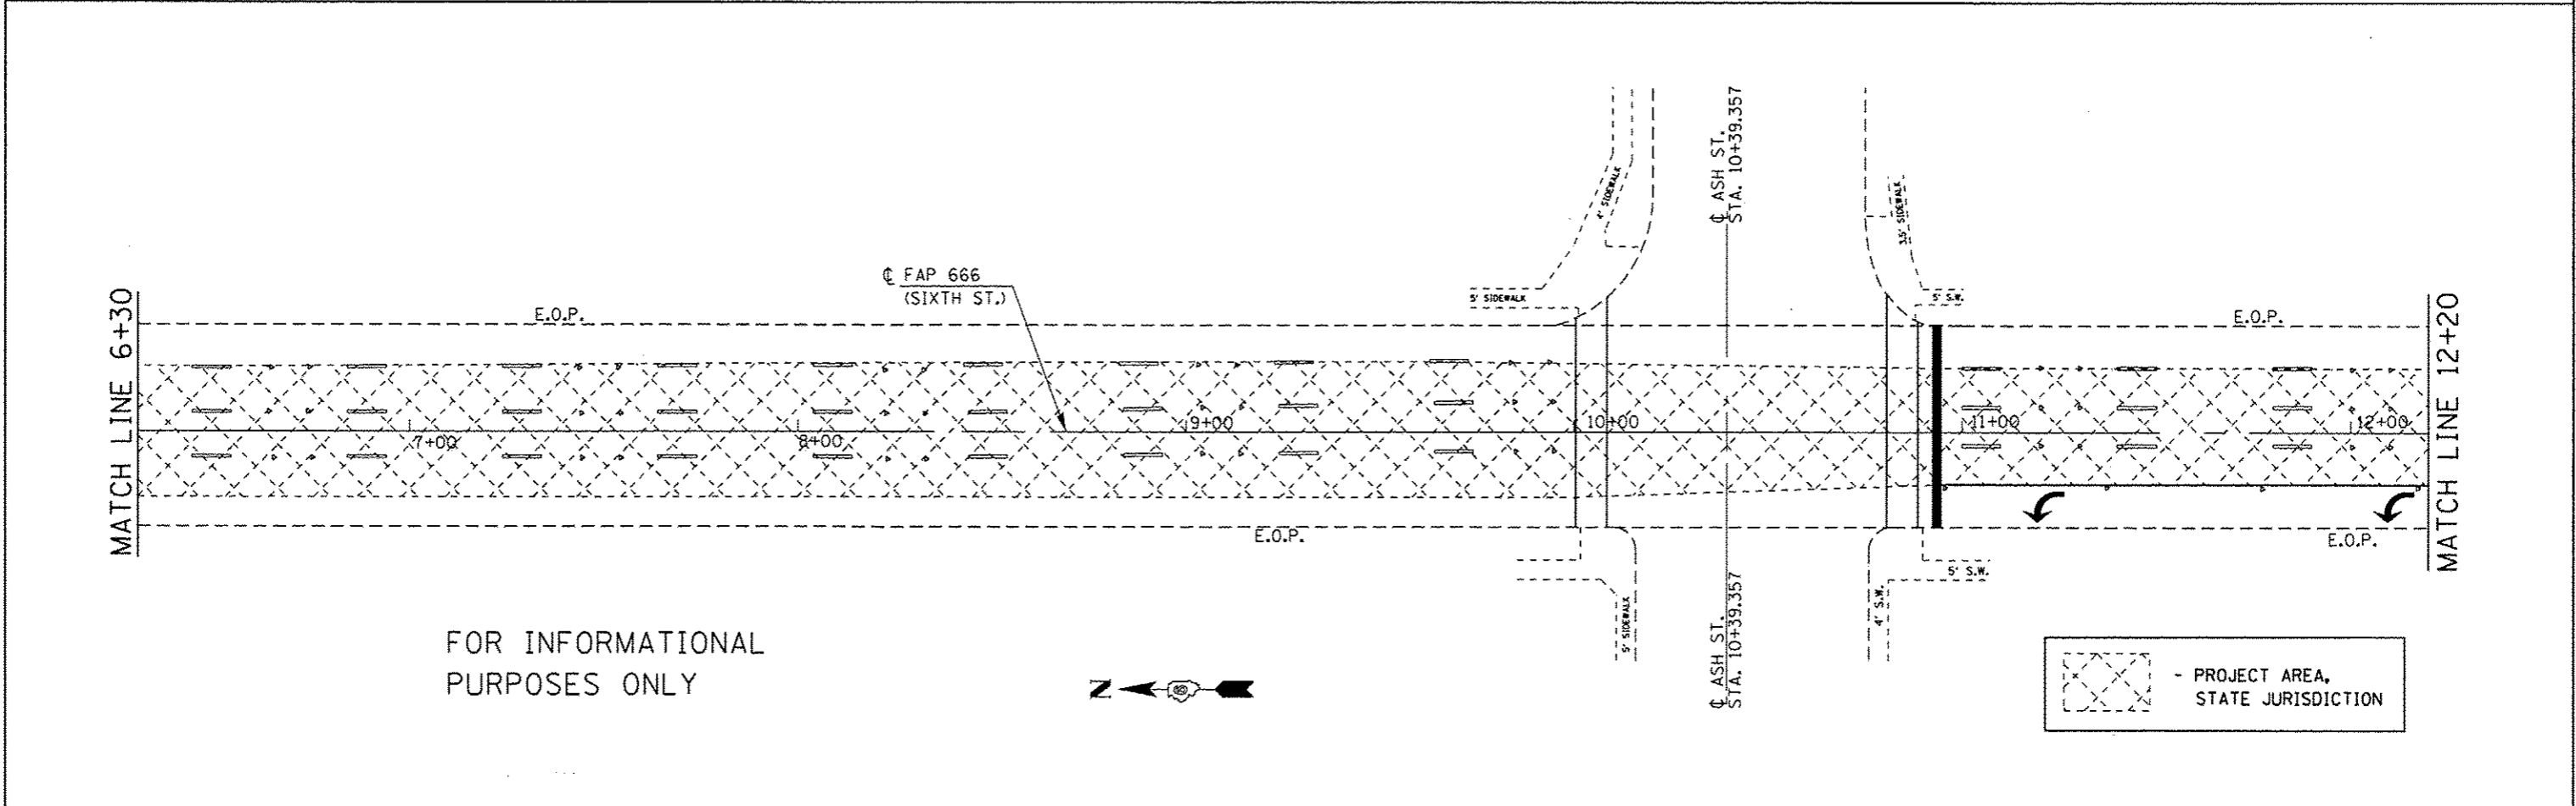 MATCH LINE 6+30
E.O.P.
℄ FAP 666
(SIXTH ST.)
7+00
8+00
9+00
10+00
11+00
12+00
5' SIDEWALK
4' SIDEWALK
℄ ASH ST.
STA. 10+39.357
3.5' SIDEWALK
5' S.W.
E.O.P.
MATCH LINE 12+20
E.O.P.
E.O.P.
5' SIDEWALK
℄ ASH ST.
STA. 10+39.357
4' S.W.
5' S.W.
FOR INFORMATIONAL
PURPOSES ONLY
N
- PROJECT AREA,
STATE JURISDICTION